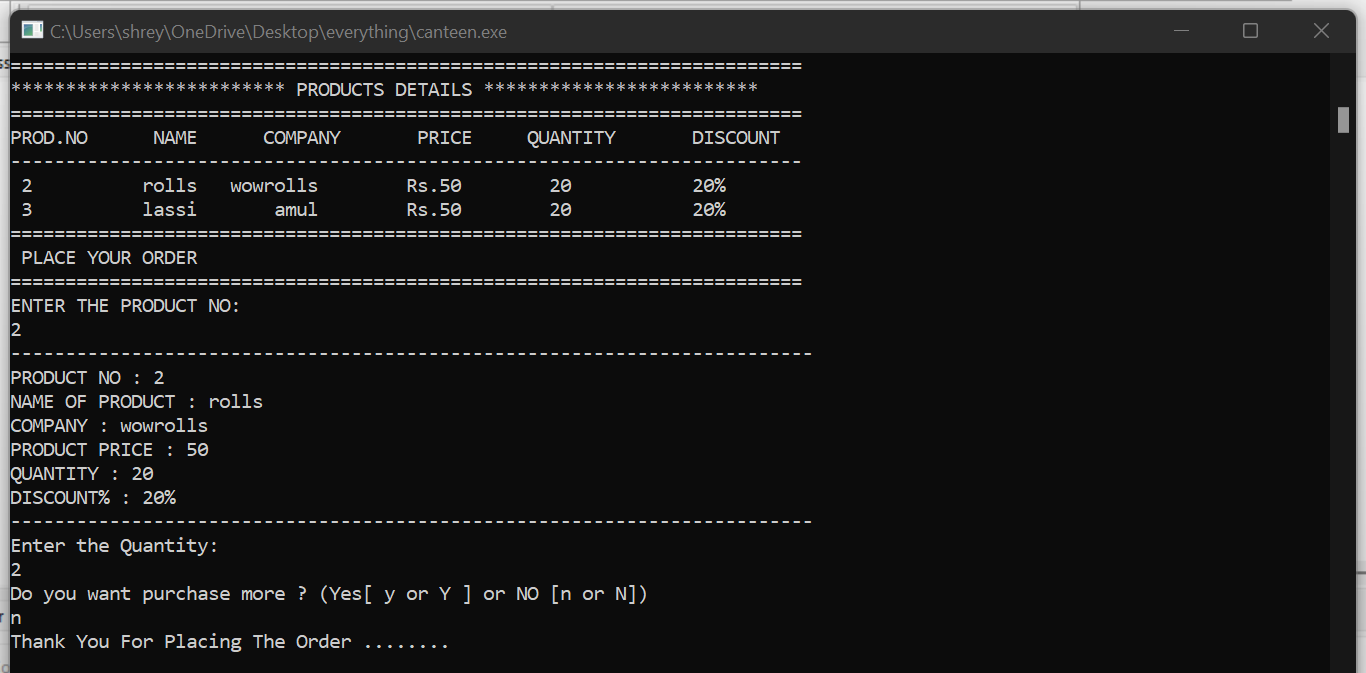 C:\Users\shrey\OneDrive\Desktop\everything\canteen.exe
========================================================================
************************* PRODUCTS DETAILS *************************
========================================================================
PROD.NO      NAME      COMPANY       PRICE     QUANTITY       DISCOUNT
------------------------------------------------------------------------
 2          rolls   wowrolls        Rs.50        20           20%
 3          lassi       amul        Rs.50        20           20%
========================================================================
 PLACE YOUR ORDER
========================================================================
ENTER THE PRODUCT NO:
2
-------------------------------------------------------------------------
PRODUCT NO : 2
NAME OF PRODUCT : rolls
COMPANY : wowrolls
PRODUCT PRICE : 50
QUANTITY : 20
DISCOUNT% : 20%
-------------------------------------------------------------------------
Enter the Quantity:
2
Do you want purchase more ? (Yes[ y or Y ] or NO [n or N])
n
Thank You For Placing The Order ........